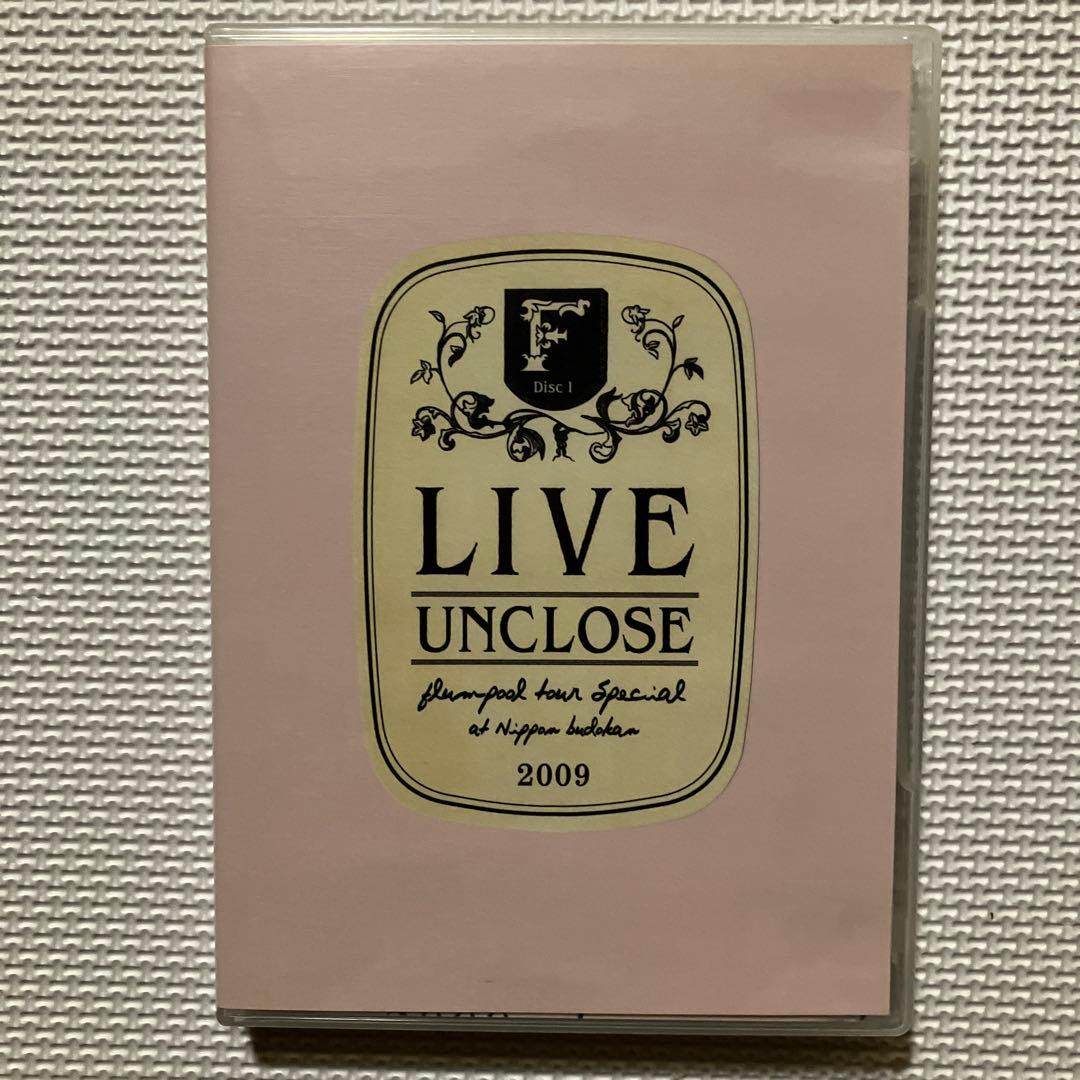 F
Disc 1
LIVE
UNCLOSE
flumpool tour Special
at Nippon budokan
2009